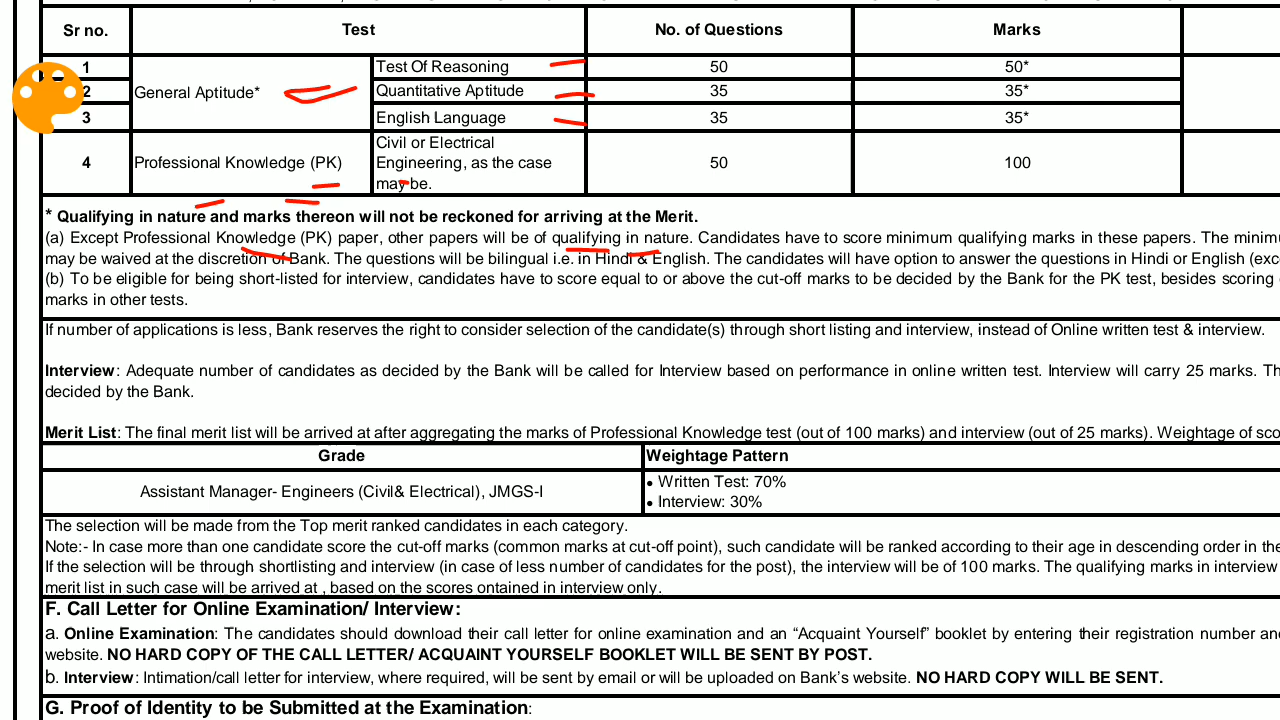 Sr no. Test No. of Questions Marks
1 Test Of Reasoning 50 50*
2 General Aptitude* Quantitative Aptitude 35 35*
3 English Language 35 35*
4 Professional Knowledge (PK) Civil or Electrical Engineering, as the case may be. 50 100
* Qualifying in nature and marks thereon will not be reckoned for arriving at the Merit.
(a) Except Professional Knowledge (PK) paper, other papers will be of qualifying in nature. Candidates have to score minimum qualifying marks in these papers. The
may be waived at the discretion of Bank. The questions will be bilingual i.e. in Hindi & English. The candidates will have option to answer the questions in Hindi or English
(b) To be eligible for being short-listed for interview, candidates have to score equal to or above the cut-off marks to be decided by the Bank for the PK test, besides scoring
marks in other tests.
If number of applications is less, Bank reserves the right to consider selection of the candidate(s) through short listing and interview, instead of Online written test & interview.
Interview: Adequate number of candidates as decided by the Bank will be called for Interview based on performance in online written test. Interview will carry 25 marks.
decided by the Bank.
Merit List: The final merit list will be arrived at after aggregating the marks of Professional Knowledge test (out of 100 marks) and interview (out of 25 marks). Weightage of
Grade Weightage Pattern
Assistant Manager- Engineers (Civil& Electrical), JMGS-I
• Written Test: 70%
• Interview: 30%
The selection will be made from the Top merit ranked candidates in each category.
Note:- In case more than one candidate score the cut-off marks (common marks at cut-off point), such candidate will be ranked according to their age in descending order in the
If the selection will be through shortlisting and interview (in case of less number of candidates for the post), the interview will be of 100 marks. The qualifying marks in interview
merit list in such case will be arrived at , based on the scores ontained in interview only.
F. Call Letter for Online Examination/ Interview:
a. Online Examination: The candidates should download their call letter for online examination and an “Acquaint Yourself” booklet by entering their registration number
website. NO HARD COPY OF THE CALL LETTER/ ACQUAINT YOURSELF BOOKLET WILL BE SENT BY POST.
b. Interview: Intimation/call letter for interview, where required, will be sent by email or will be uploaded on Bank’s website. NO HARD COPY WILL BE SENT.
G. Proof of Identity to be Submitted at the Examination: